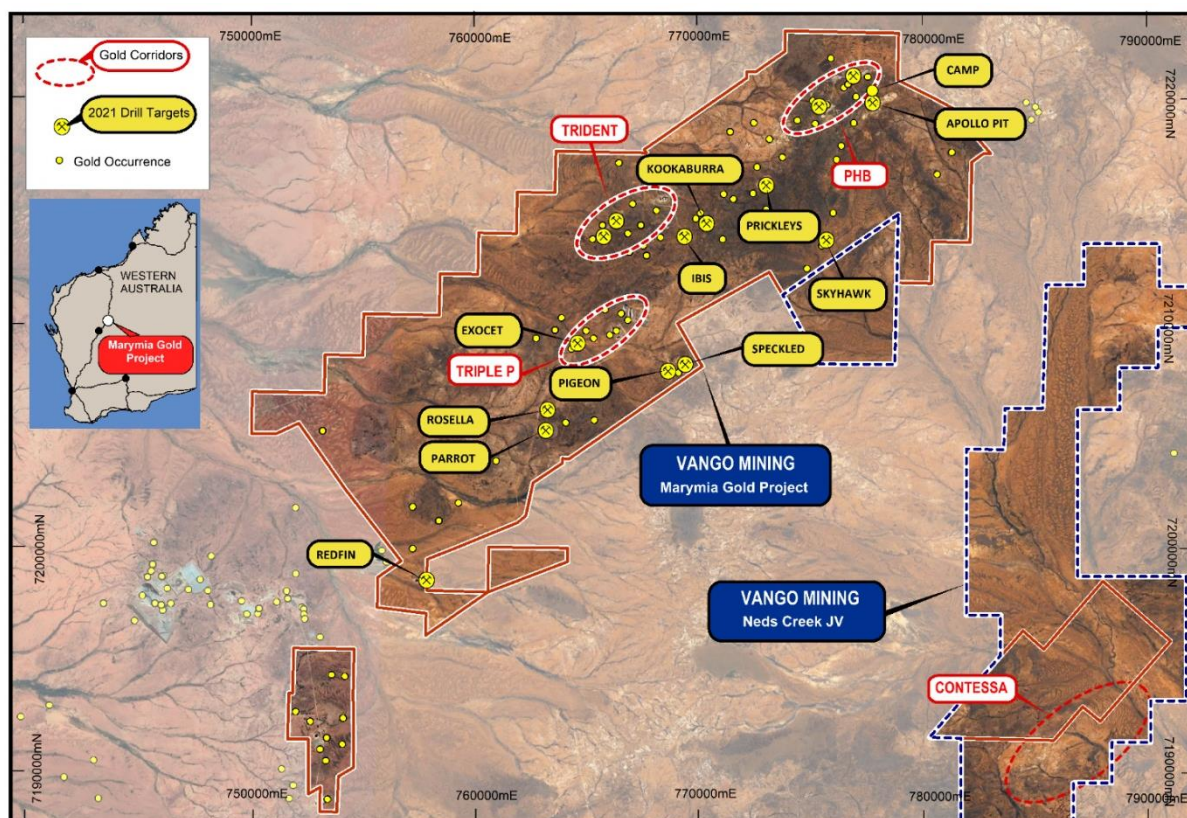 750000mE
760000mE
770000mE
780000mE
790000mE
Gold Corridors
2021 Drill Targets
Gold Occurrence
WESTERN
AUSTRALIA
Marymia Gold
Project
CAMP
7220000mN
APOLLO PIT
TRIDENT
KOOKABURRA
PHB
PRICKLEYS
IBIS
SKYHAWK
7210000mN
EXOCET
TRIPLE P
SPECKLED
PIGEON
ROSELLA
PARROT
VANGO MINING
Marymia Gold Project
7200000mN
REDFIN
7200000mN
VANGO MINING
Neds Creek JV
CONTESSA
7190000mN
7190000mN
750000mE
760000mE
770000mE
780000mE
790000mE